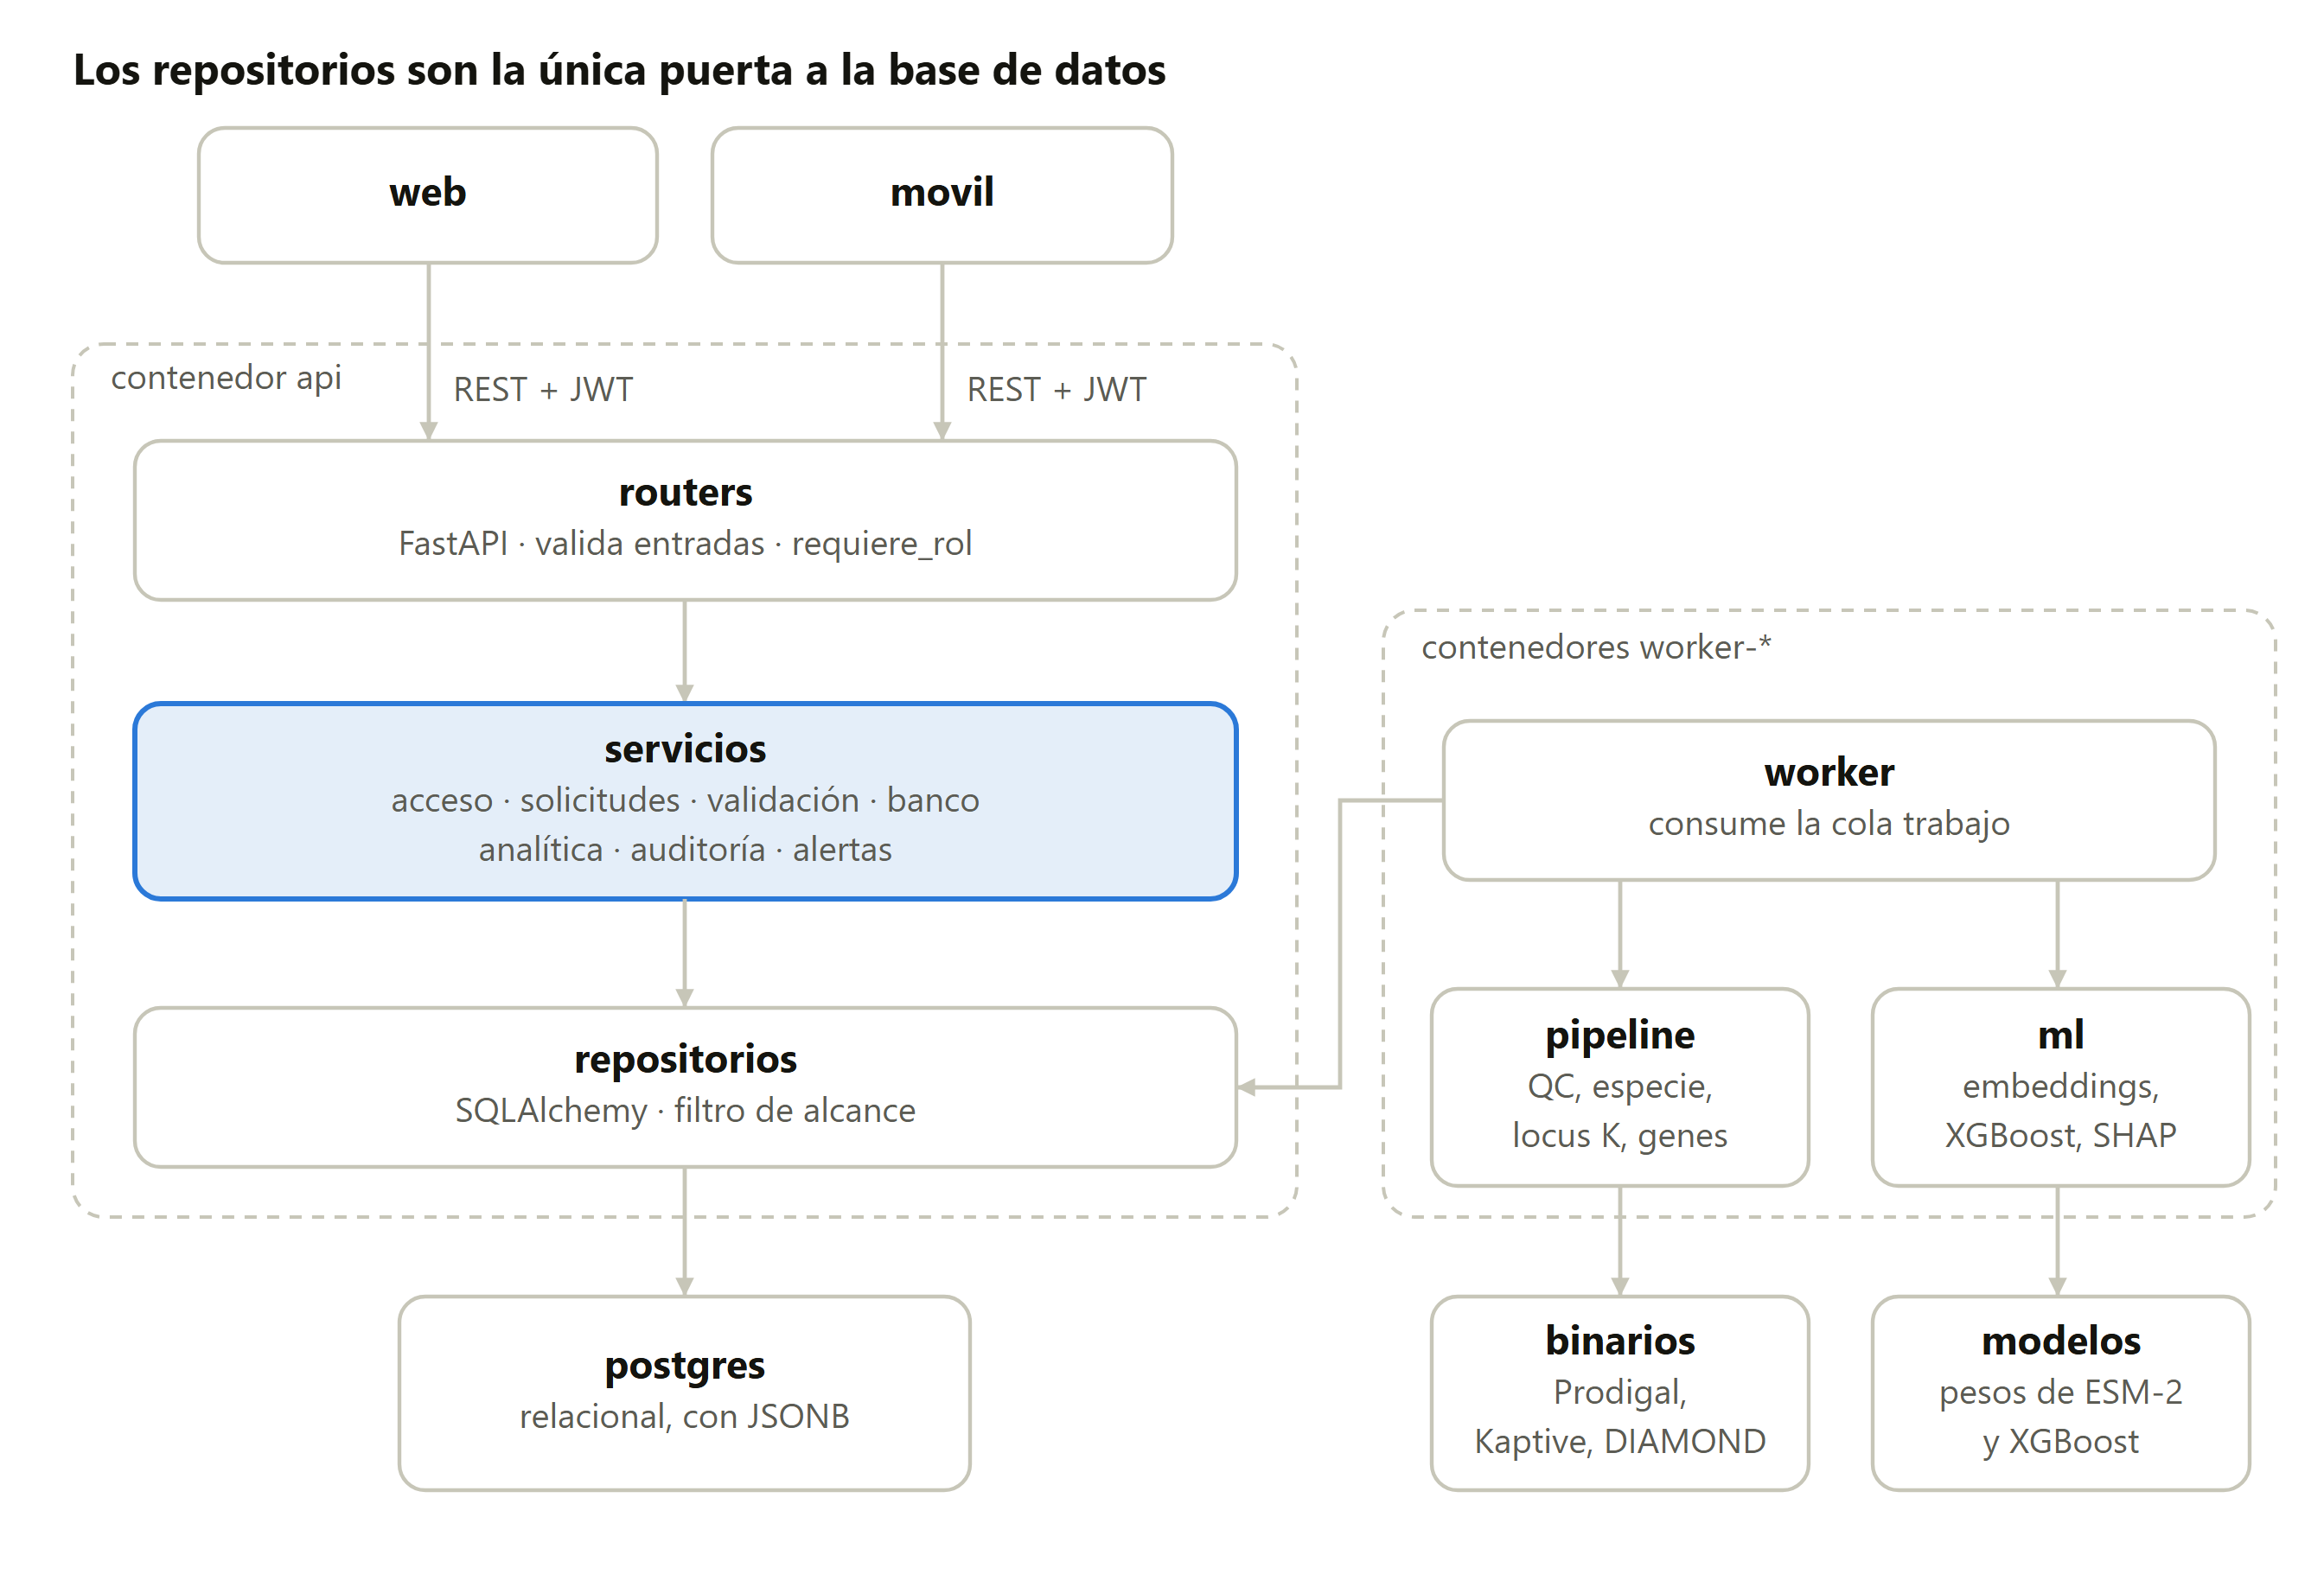 Los repositorios son la única puerta a la base de datos
web
movil
contenedor api
REST + JWT
REST + JWT
routers
FastAPI · valida entradas · requiere_rol
servicios
acceso · solicitudes · validación · banco
analítica · auditoría · alertas
repositorios
SQLAlchemy · filtro de alcance
postgres
relacional, con JSONB
contenedores worker-*
worker
consume la cola trabajo
pipeline
QC, especie,
locus K, genes
ml
embeddings,
XGBoost, SHAP
binarios
Prodigal,
Kaptive, DIAMOND
modelos
pesos de ESM-2
y XGBoost